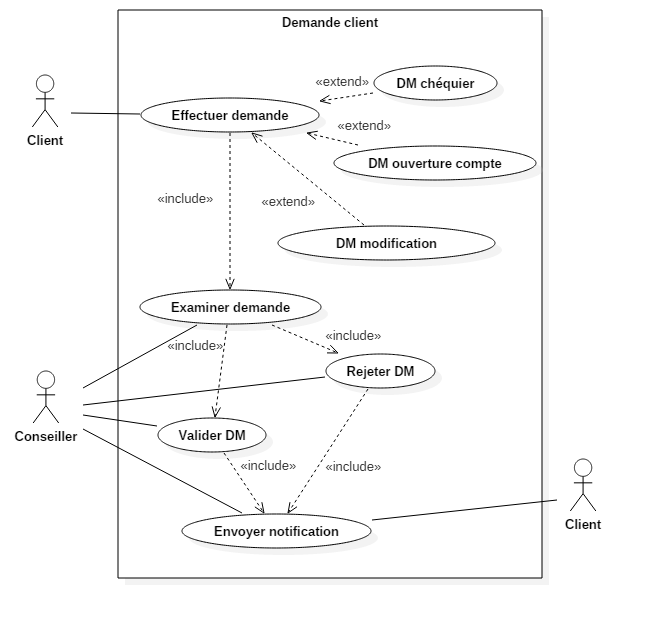 Demande client
«extend»
DM chéquier
Effectuer demande
«extend»
Client
DM ouverture compte
«include»
«extend»
DM modification
Examiner demande
«include»
«include»
Rejeter DM
Conseiller
Valider DM
«include»
«include»
Envoyer notification
Client